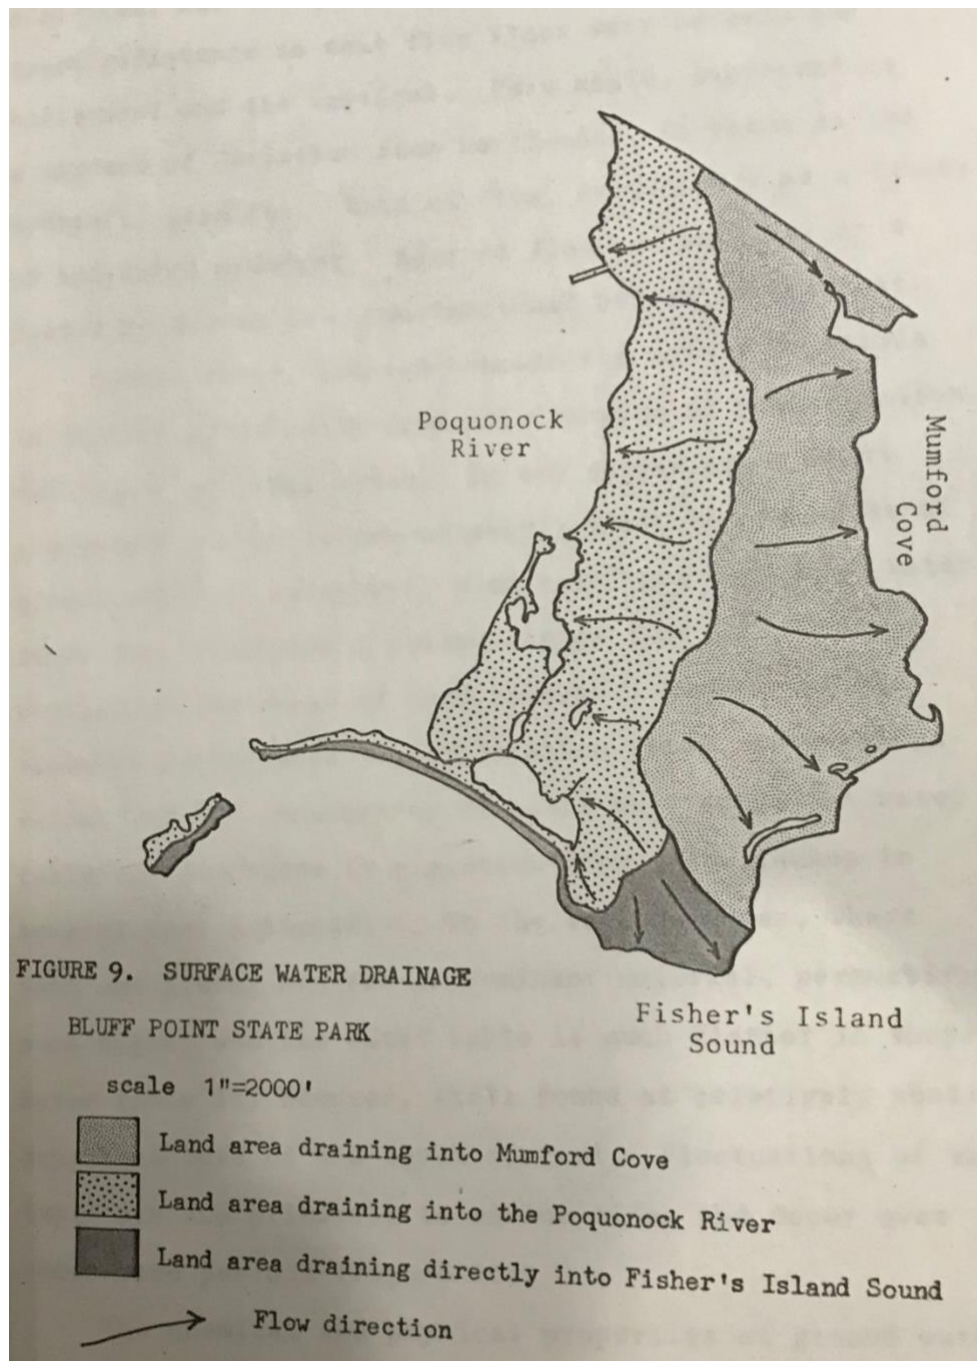 Poquonock
River
Mumford
Cove
FIGURE 9. SURFACE WATER DRAINAGE
BLUFF POINT STATE PARK
scale 1"=2000'
Fisher's Island
Sound
Land area draining into Mumford Cove
Land area draining into the Poquonock River
Land area draining directly into Fisher's Island Sound
Flow direction